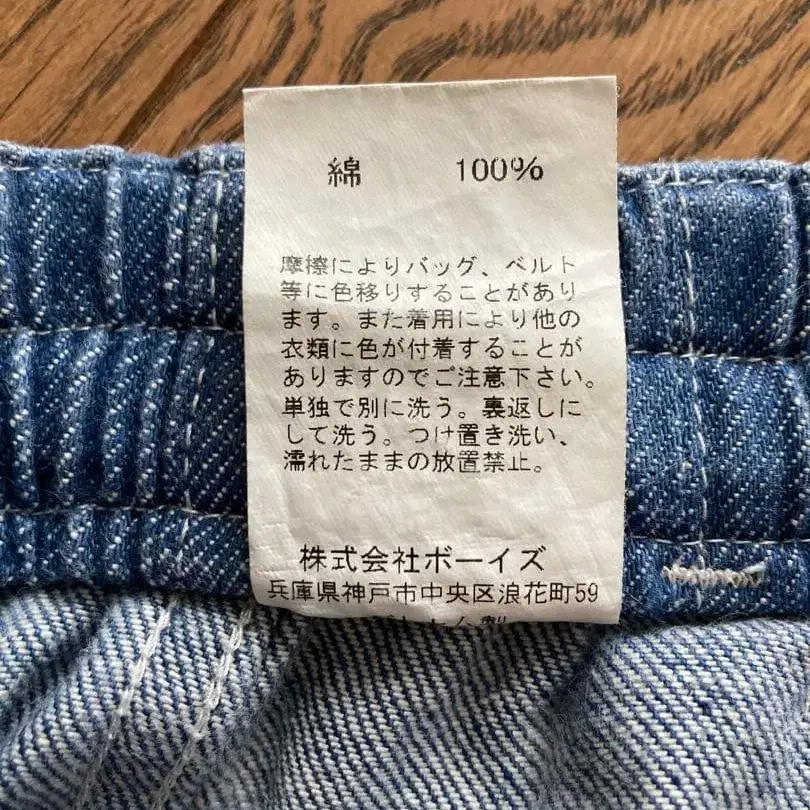 綿 100%
摩擦によりバッグ、ベルト
等に色移りすることがあり
ます。また着用により他の
衣類に色が付着することが
ありますのでご注意下さい。
単独で別に洗う。裏返しに
して洗う。つけ置き洗い、
濡れたままの放置禁止。
株式会社ボーイズ
兵庫県神戸市中央区浪花町59